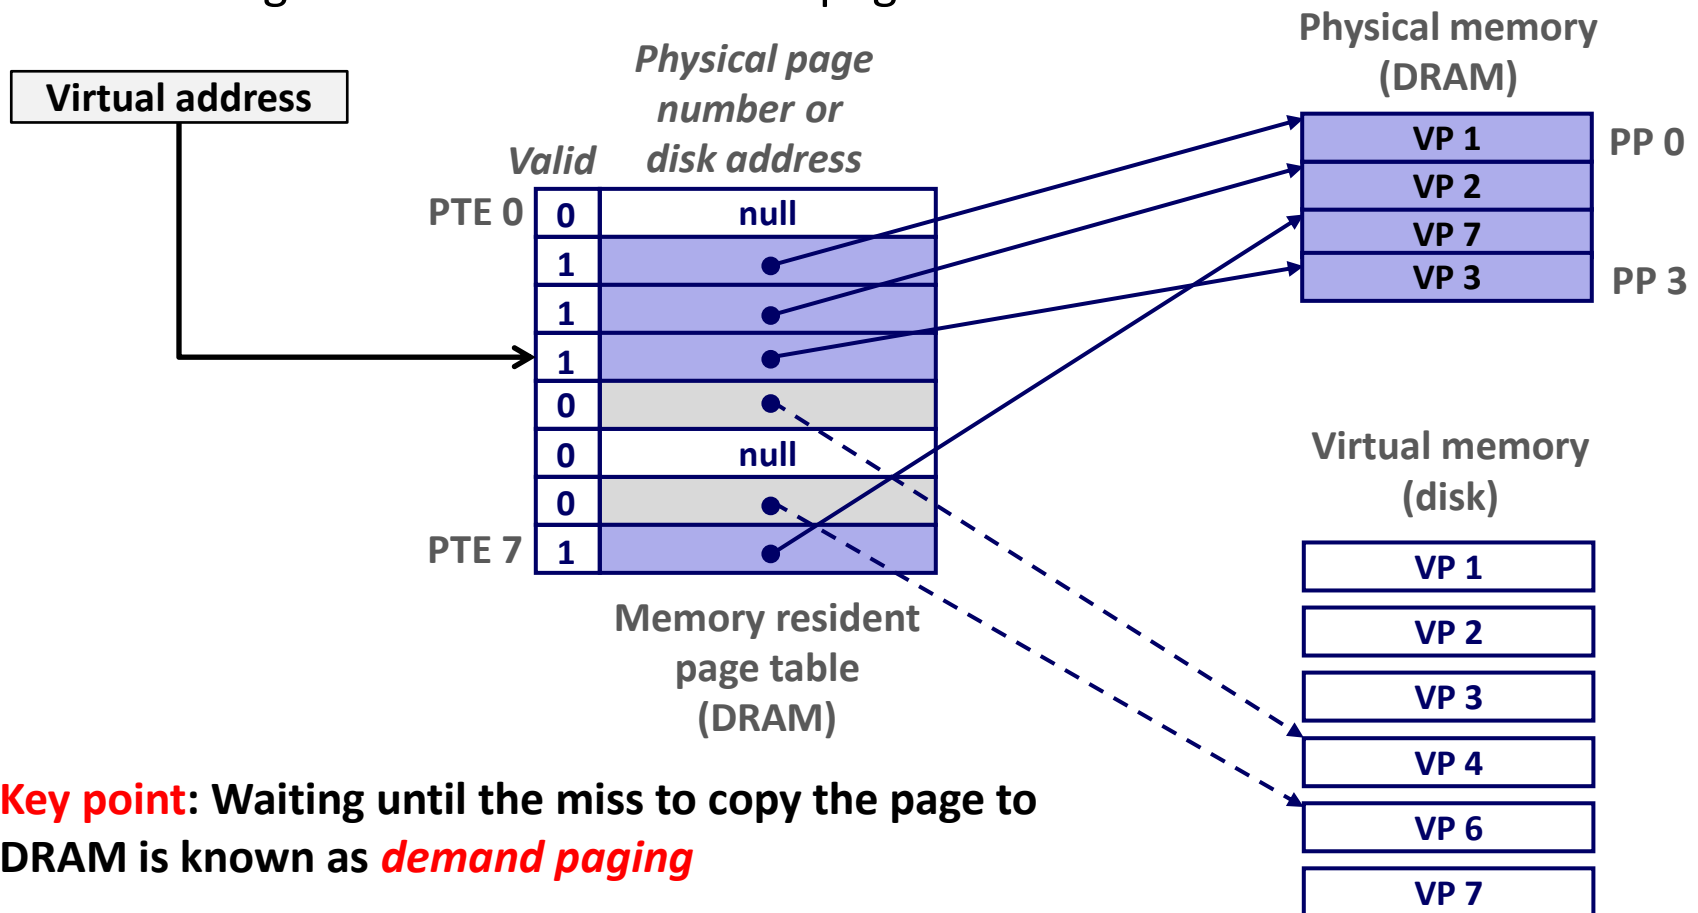 Physical memory
(DRAM)
Virtual address
Physical page
number or
disk address
Valid
PTE 0
0
null
1
1
1
0
0
null
0
PTE 7
1
VP 1
PP 0
VP 2
VP 7
VP 3
PP 3
Memory resident
page table
(DRAM)
Virtual memory
(disk)
VP 1
VP 2
VP 3
VP 4
VP 6
VP 7
Key point: Waiting until the miss to copy the page to
DRAM is known as demand paging